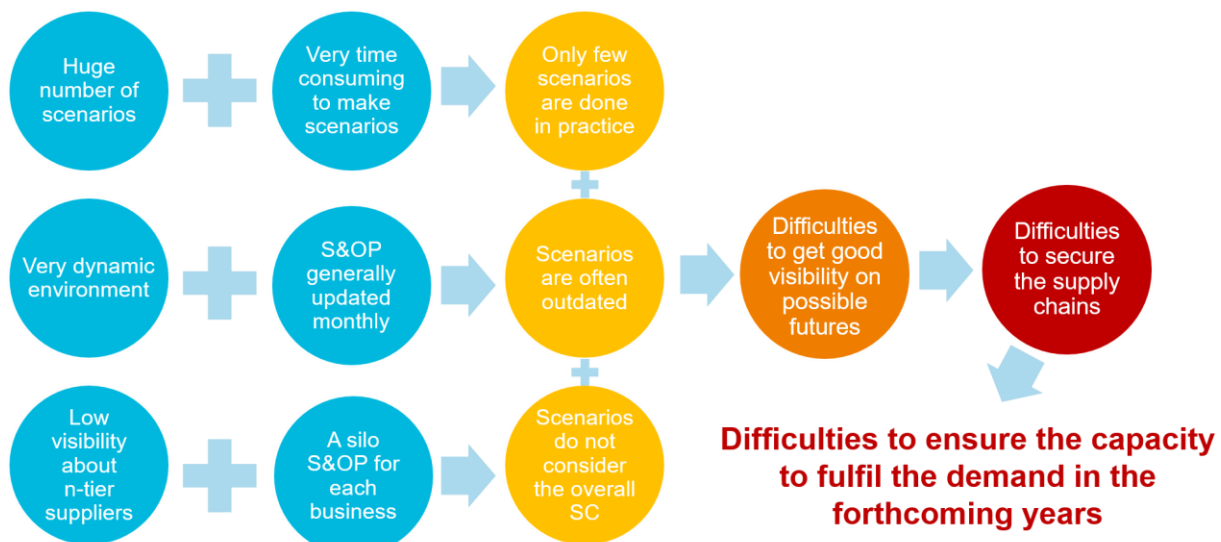 Huge
number of
scenarios
Very time
consuming
to make
scenarios
Only few
scenarios
are done
in practice
Very dynamic
environment
S&OP
generally
updated
monthly
Scenarios
are often
outdated
Difficulties
to get good
visibility on
possible
futures
Difficulties
to secure
the supply
chains
Low
visibility
about
n-tier
suppliers
A silo
S&OP for
each
business
Scenarios
do not
consider
the overall
SC
Difficulties to ensure the capacity
to fulfil the demand in the
forthcoming years